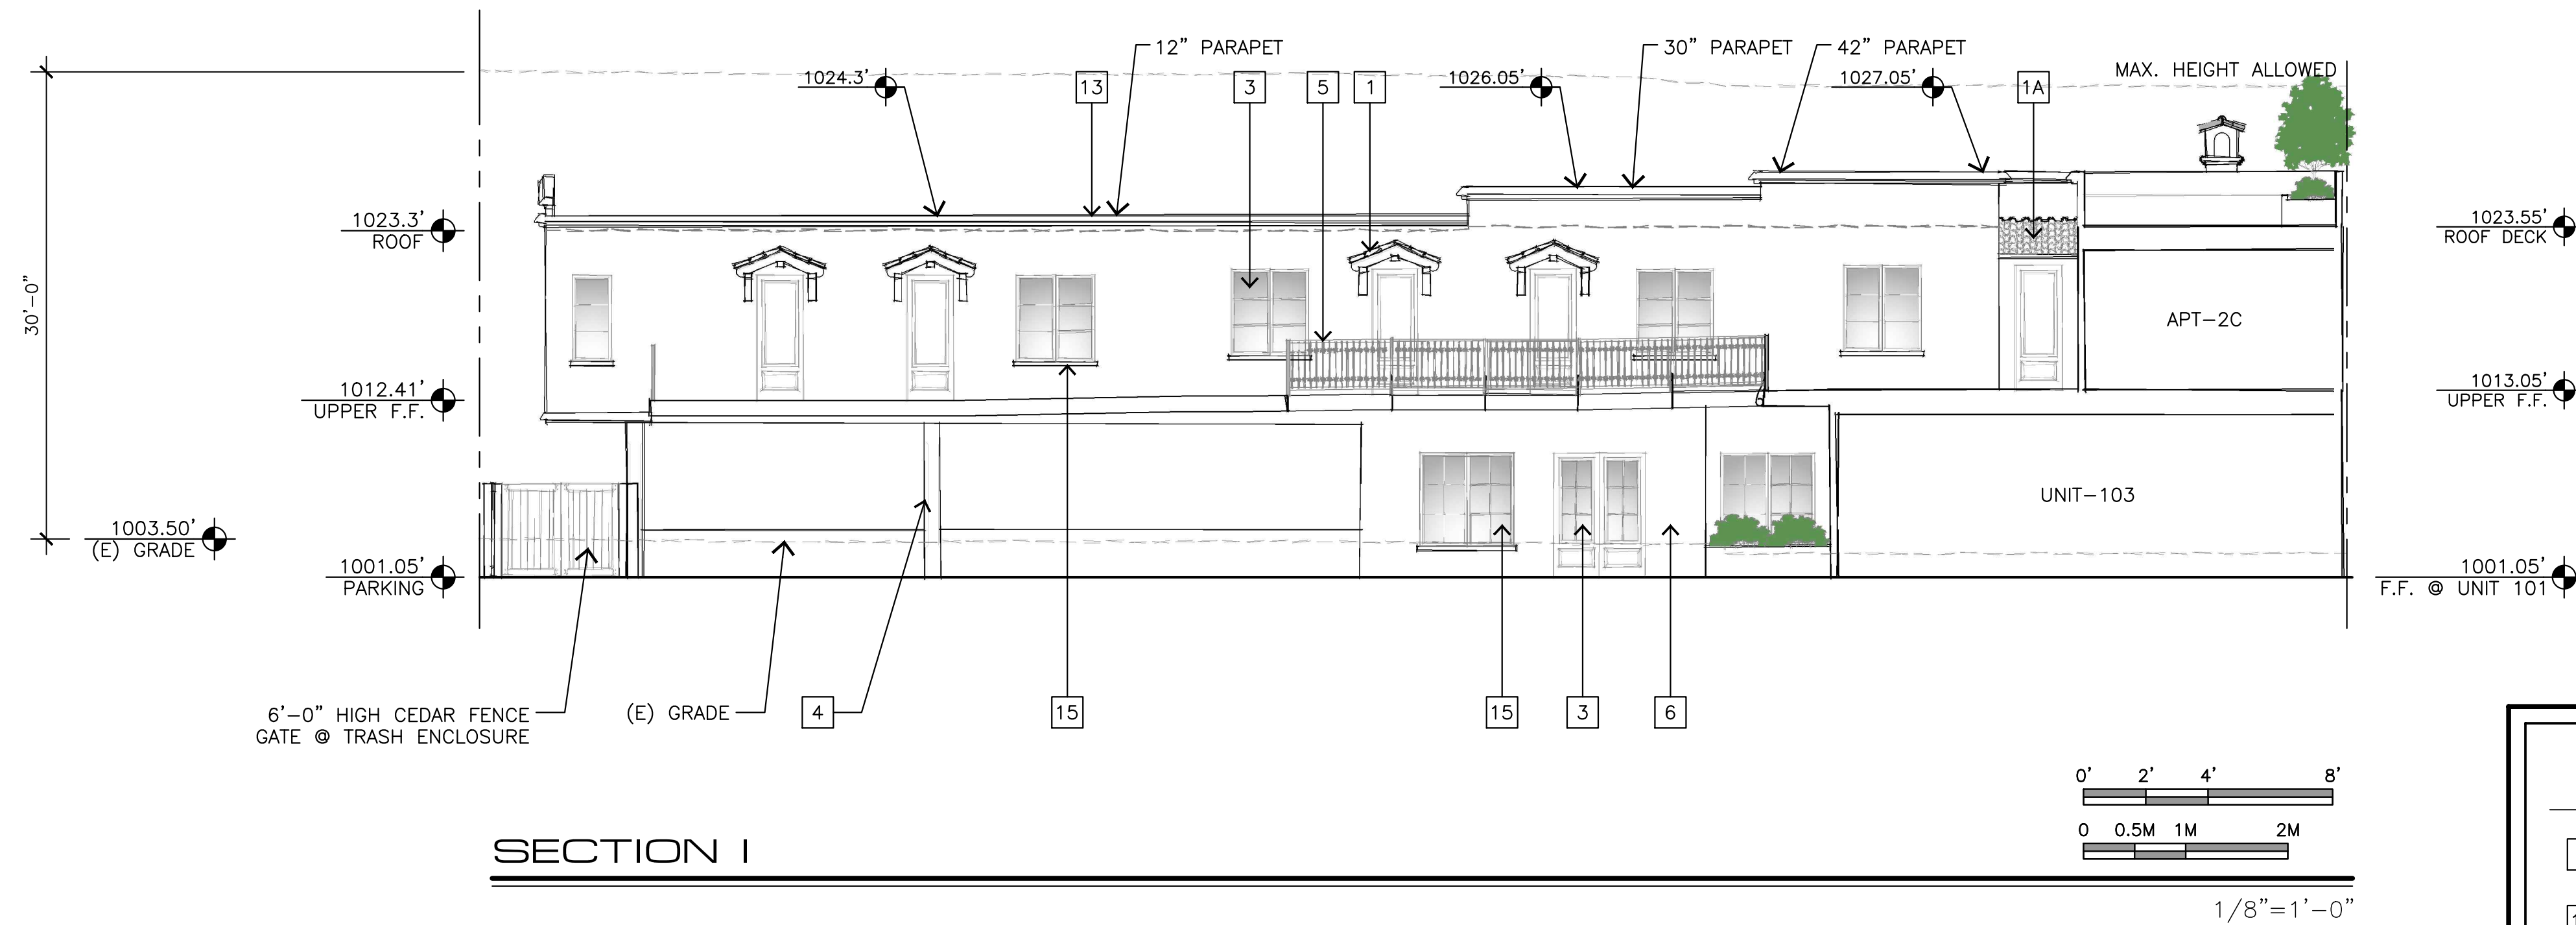 12” PARAPET
30” PARAPET
42” PARAPET
MAX. HEIGHT ALLOWED
1024.3’
13
3
5
1
1026.05’
1027.05’
1A
1023.3’
ROOF
1023.55’
ROOF DECK
30’-0”
APT-2C
1012.41’
UPPER F.F.
1013.05’
UPPER F.F.
UNIT-103
1003.50’
(E) GRADE
1001.05’
PARKING
1001.05’
F.F. @ UNIT 101
6’-0” HIGH CEDAR FENCE
GATE @ TRASH ENCLOSURE
(E) GRADE
4
15
15
3
6
0’ 2’ 4’ 8’
0 0.5M 1M 2M
SECTION I
1/8”=1’-0”